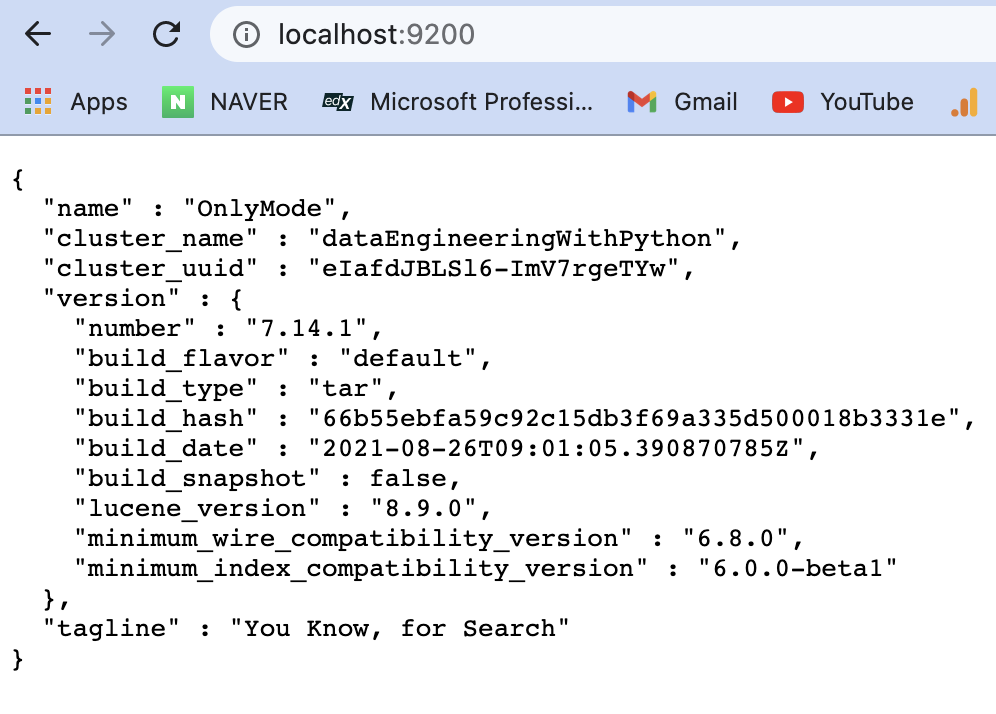 localhost:9200
Apps N NAVER edX Microsoft Professi... Gmail YouTube
{
"name" : "OnlyMode",
"cluster_name" : "dataEngineeringWithPython",
"cluster_uuid" : "eIafdJBLSl6-ImV7rgeTYw",
"version" : {
"number" : "7.14.1",
"build_flavor" : "default",
"build_type" : "tar",
"build_hash" : "66b55ebfa59c92c15db3f69a335d500018b3331e",
"build_date" : "2021-08-26T09:01:05.390870785Z",
"build_snapshot" : false,
"lucene_version" : "8.9.0",
"minimum_wire_compatibility_version" : "6.8.0",
"minimum_index_compatibility_version" : "6.0.0-beta1"
},
"tagline" : "You Know, for Search"
}